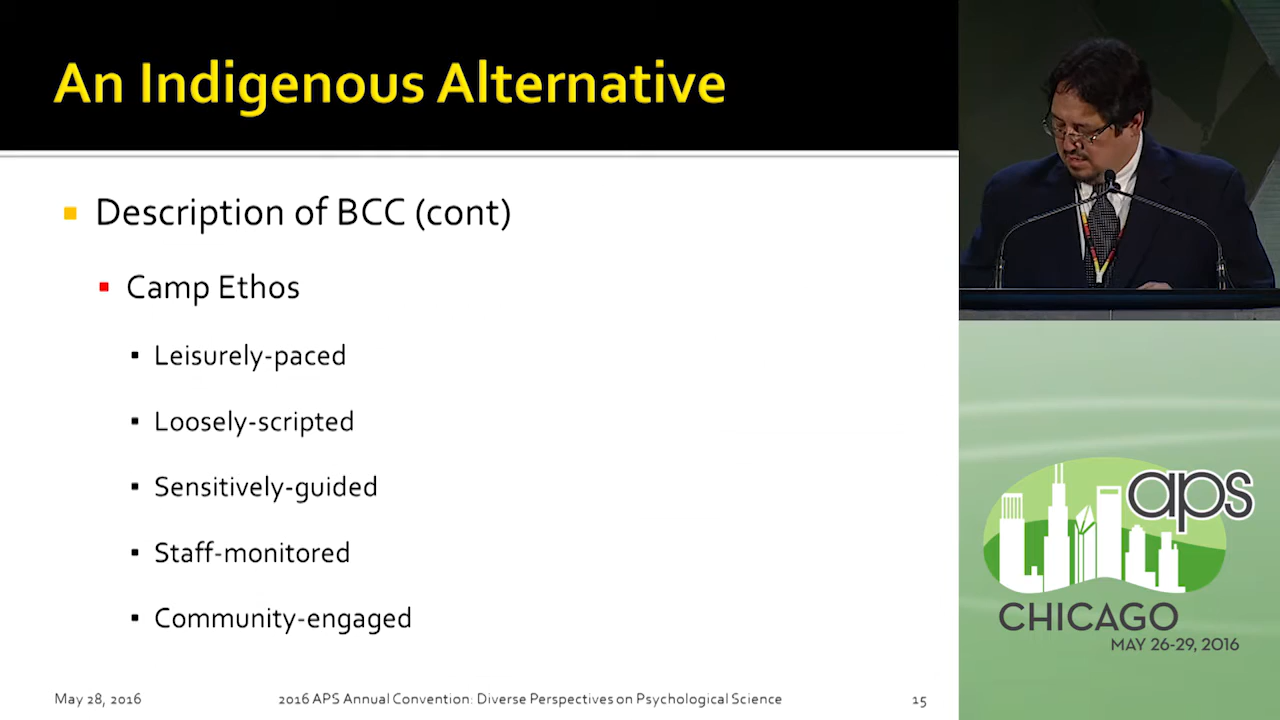 An Indigenous Alternative
Description of BCC (cont)
Camp Ethos
Leisurely-paced
Loosely-scripted
Sensitively-guided
Staff-monitored
Community-engaged
May 28, 2016
2016 APS Annual Convention: Diverse Perspectives on Psychological Science
15
aps
CHICAGO
MAY 26-29, 2016